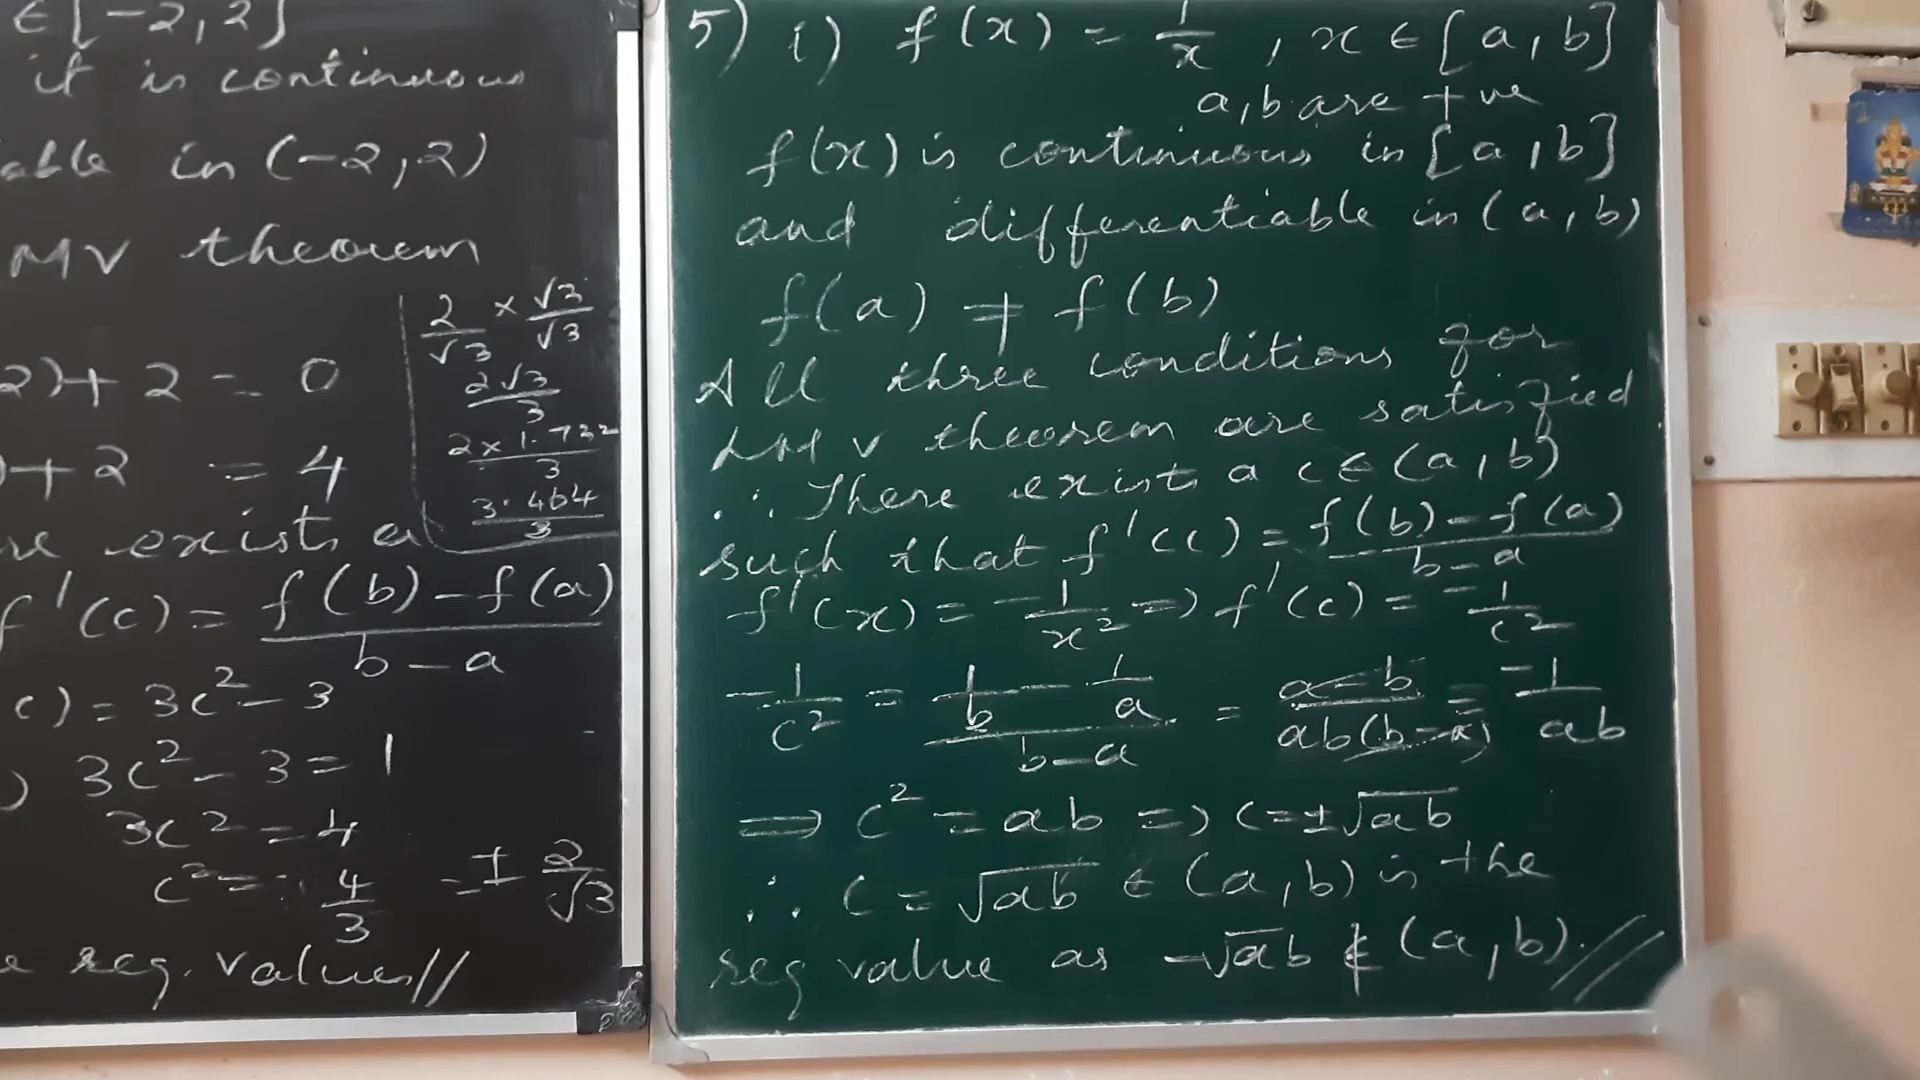 ∈[-2,2]
it is continuous
able in (-2,2)
MV theorem
2/√3 × √3/√3
2√3/3
2×1.732/3
3.464/3
2)+2 = 0
)+2 = 4
re exists a
f'(c) = f(b)-f(a)/b-a
c) = 3c²-3
) 3c²-3=1
3c²=4
c²= 4/3 =± 2/√3
e req. values//
5) i) f(x) = 1/x , x∈[a,b]
a,b are +ve
f(x) is continuous in [a,b]
and differentiable in (a,b)
f(a) ≠ f(b)
All three conditions for
LMV theorem are satisfied
∴ There exists a c∈(a,b)
such that f'(c) = f(b)-f(a)/b-a
f'(x) = -1/x² ⇒ f'(c) = -1/c²
-1/c² = (1/b - 1/a)/(b-a) = a-b/ab(b-a) = -1/ab
⇒ c² = ab ⇒ c=±√ab
∴ c = √ab ∈ (a,b) is the
req value as -√ab ∉ (a,b).//